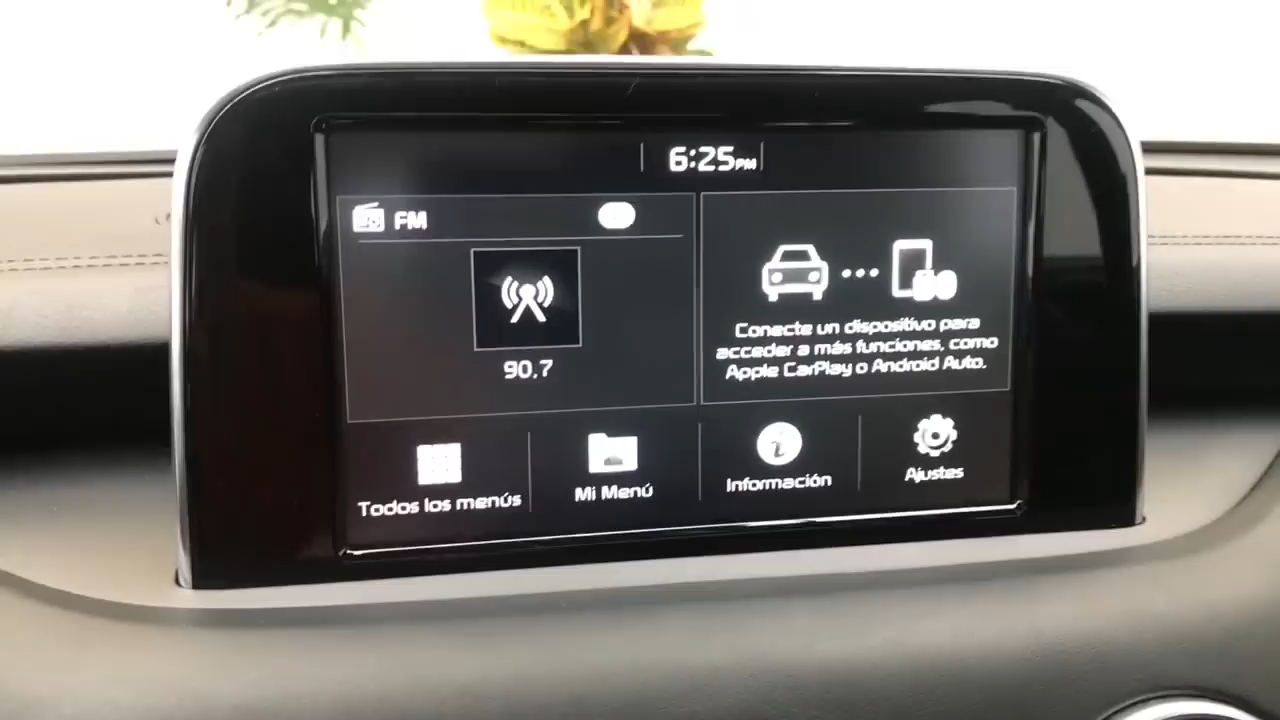 6:25PM
FM
90,7
Conecte un dispositivo para
acceder a más funciones, como
Apple CarPlay o Android Auto.
Todos los menús
Mi Menú
Información
Ajustes